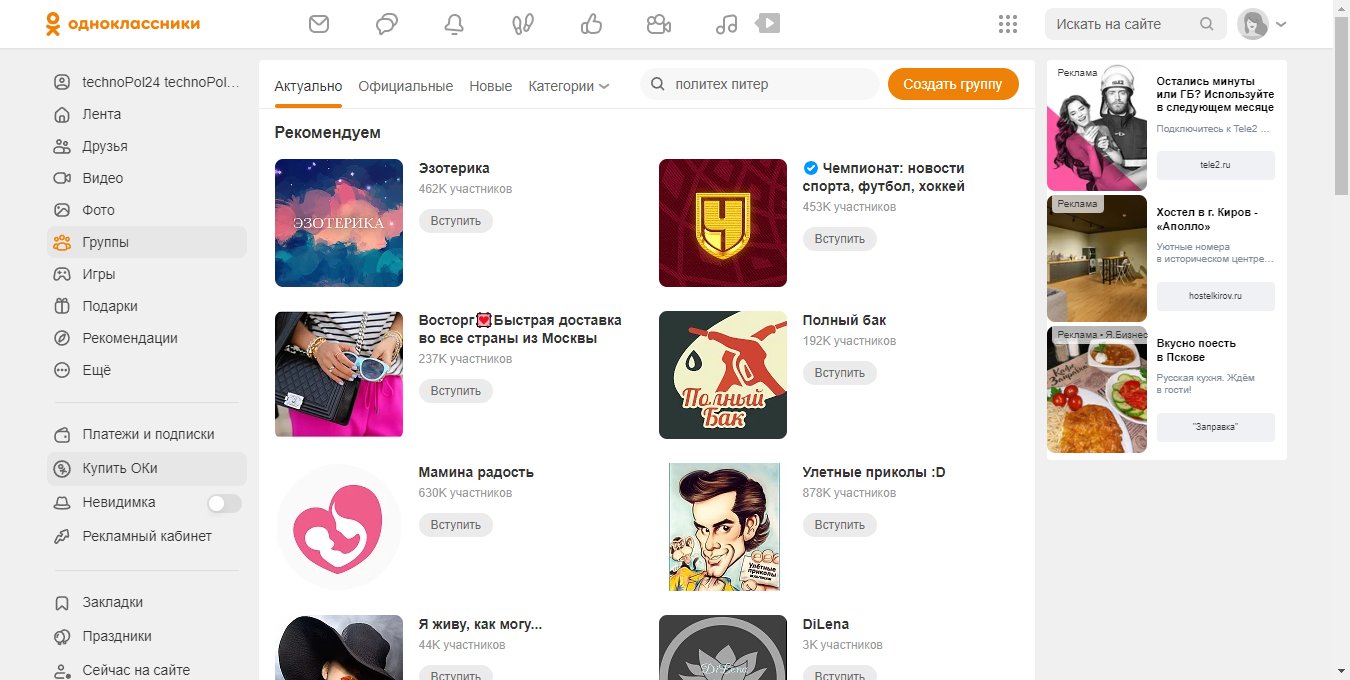 одноклассники
Искать на сайте
technoPol24 technoPol…
Лента
Друзья
Видео
Фото
Группы
Игры
Подарки
Рекомендации
Ещё
Платежи и подписки
Купить ОКи
Невидимка
Рекламный кабинет
Закладки
Праздники
Сейчас на сайте
Актуально
Официальные
Новые
Категории
политех питер
Создать группу
Рекомендуем
ЭЗОТЕРИКА
Эзотерика
462K участников
Вступить
Ч
Чемпионат: новости
спорта, футбол, хоккей
453K участников
Вступить
Восторг💟Быстрая доставка
во все страны из Москвы
237K участников
Вступить
Полный
Бак
Полный бак
192K участников
Вступить
Мамина радость
630K участников
Вступить
Улётные
приколы
Улетные приколы :D
878K участников
Вступить
Я живу, как могу...
44K участников
Вступить
DiLena
DiLena
3K участников
Вступить
Реклама
Остались минуты
или ГБ? Используйте
в следующем месяце
Подключитесь к Tele2 …
tele2.ru
Реклама
Хостел в г. Киров -
«Аполло»
Уютные номера
в историческом центре…
hostelkirov.ru
Реклама • Я.Бизнес
Кафе
Заправка
Вкусно поесть
в Пскове
Русская кухня. Ждём
в гости!
"Заправка"